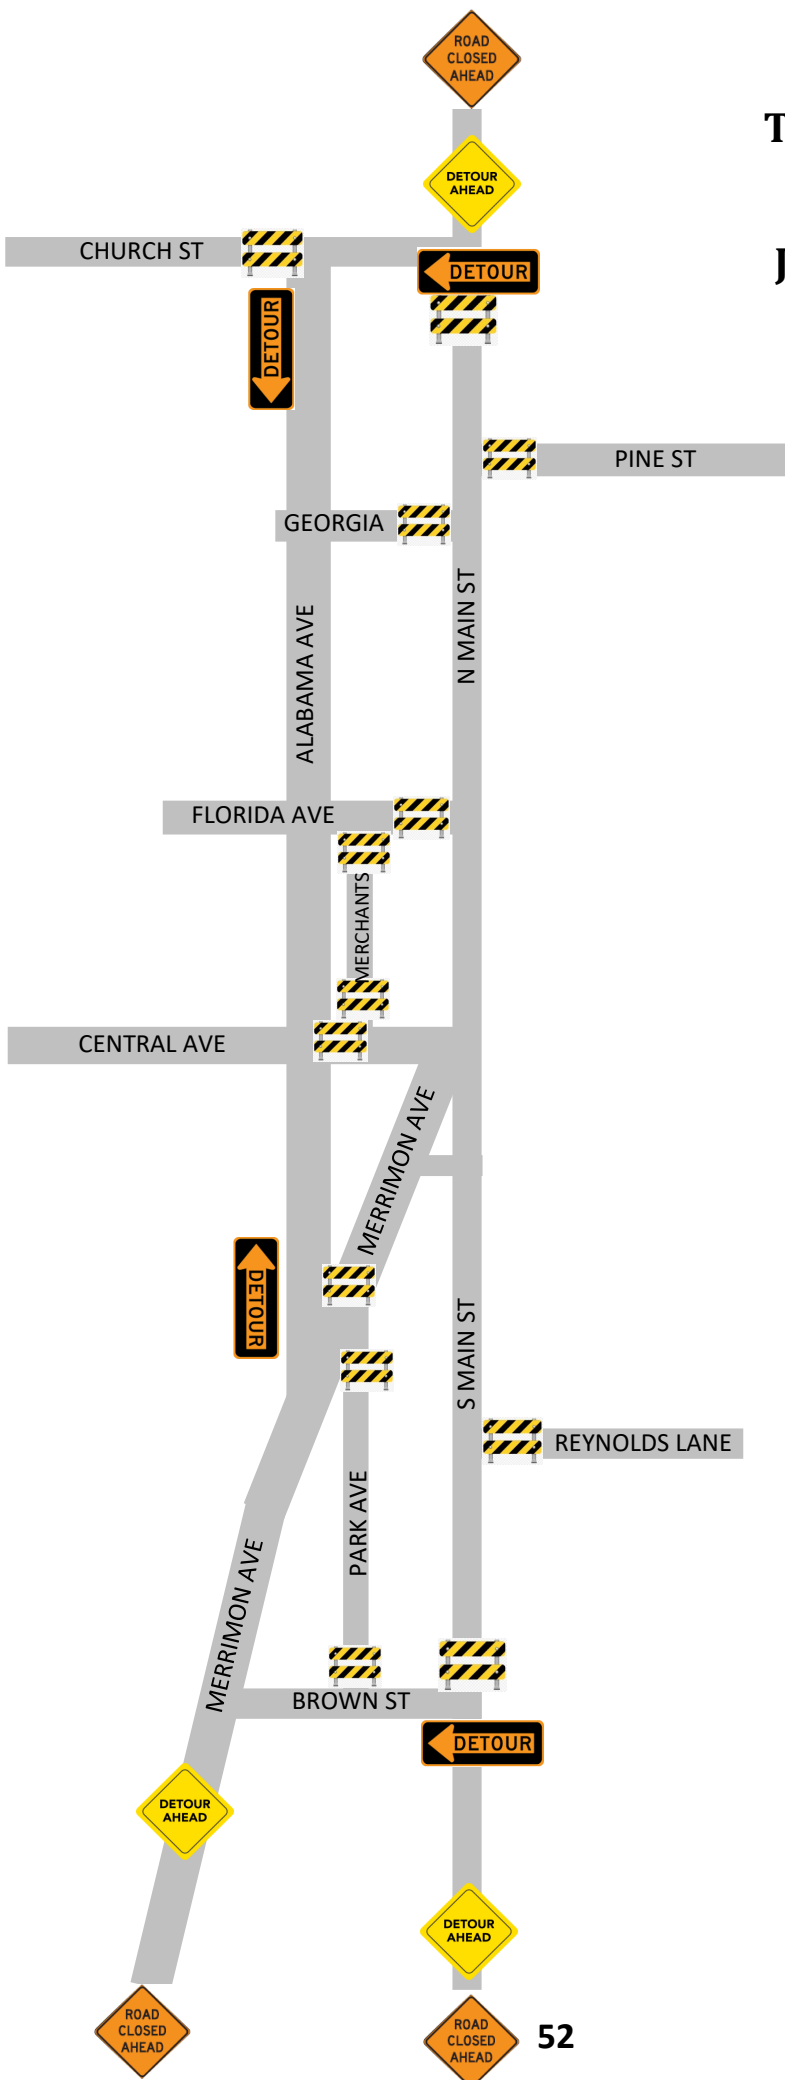 ROAD
CLOSED
AHEAD
T
DETOUR
AHEAD
CHURCH ST
J
DETOUR
DETOUR
PINE ST
GEORGIA
N MAIN ST
ALABAMA AVE
FLORIDA AVE
MERCHANTS
CENTRAL AVE
MERRIMON AVE
DETOUR
S MAIN ST
REYNOLDS LANE
PARK AVE
MERRIMON AVE
BROWN ST
DETOUR
DETOUR
AHEAD
DETOUR
AHEAD
ROAD
CLOSED
AHEAD
ROAD
CLOSED
AHEAD
52